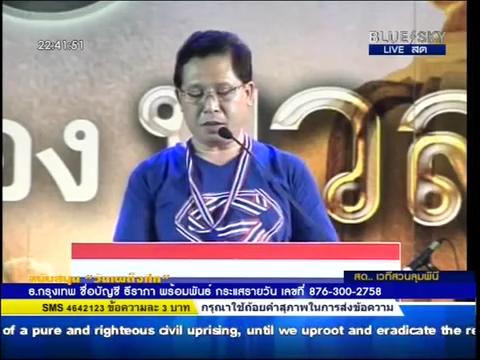 22:41:51
BLUE SKY
LIVE สด
สด.. เวทีสวนลุมพินี
ธ.กรุงเทพ ชื่อบัญชี ธีราภา พร้อมพันธ์ กระแสรายวัน เลขที่ 876-300-2758
SMS 4642123 ข้อความละ 3 บาท กรุณาใช้ถ้อยคำสุภาพในการส่งข้อความ
of a pure and righteous civil uprising, until we uproot and eradicate the re